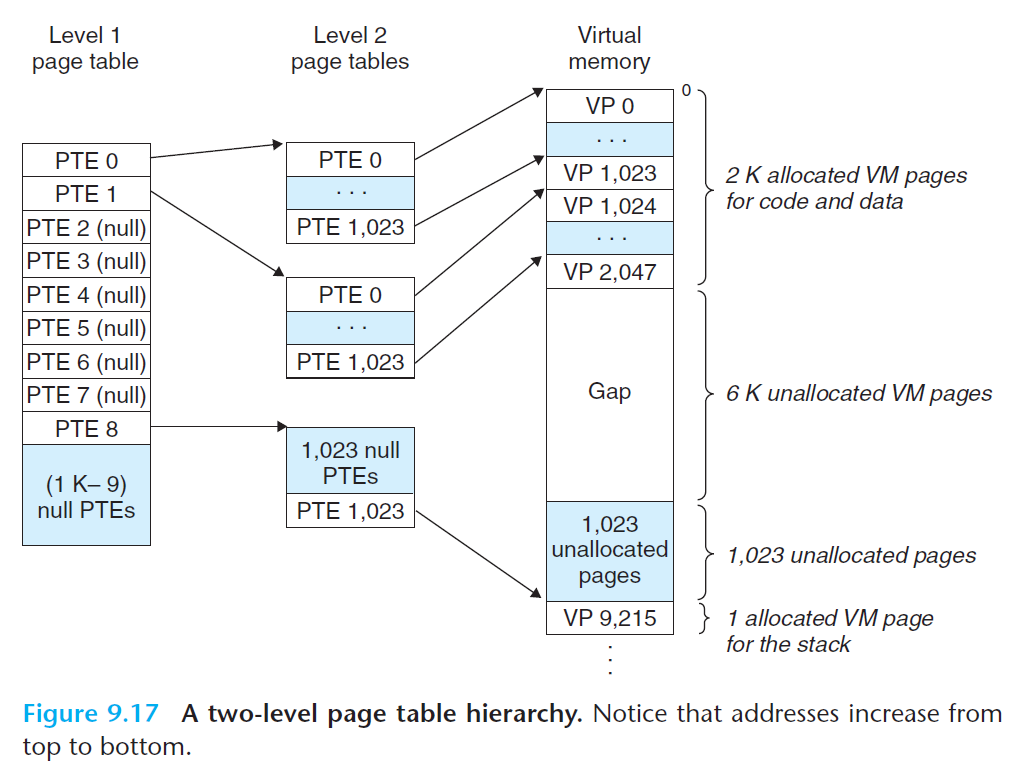 Level 1
page table
Level 2
page tables
Virtual
memory
PTE 0
PTE 1
PTE 2 (null)
PTE 3 (null)
PTE 4 (null)
PTE 5 (null)
PTE 6 (null)
PTE 7 (null)
PTE 8
(1 K– 9)
null PTEs
PTE 0
. . .
PTE 1,023
PTE 0
. . .
PTE 1,023
1,023 null
PTEs
PTE 1,023
0
VP 0
. . .
VP 1,023
VP 1,024
. . .
VP 2,047
Gap
1,023
unallocated
pages
VP 9,215
. . .
2 K allocated VM pages
for code and data
6 K unallocated VM pages
1,023 unallocated pages
1 allocated VM page
for the stack
Figure 9.17 A two-level page table hierarchy. Notice that addresses increase from
top to bottom.